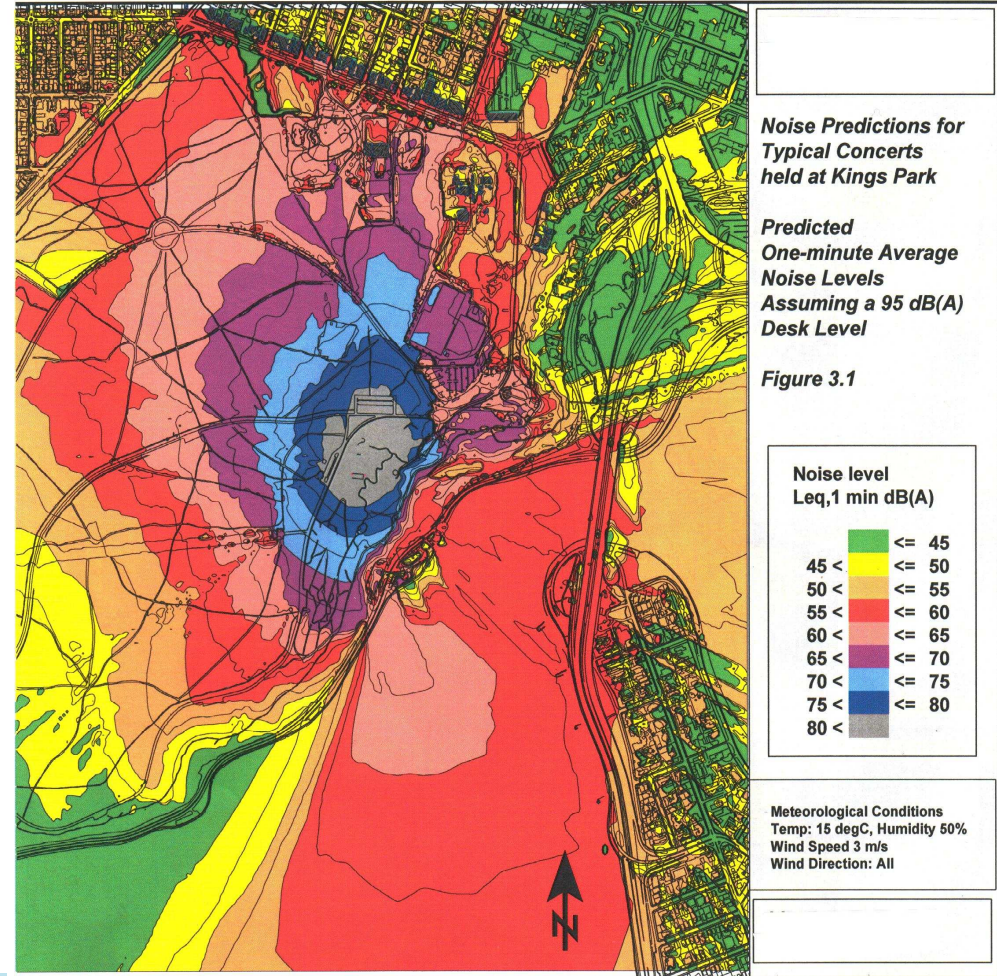 Noise Predictions for
Typical Concerts
held at Kings Park
Predicted
One-minute Average
Noise Levels
Assuming a 95 dB(A)
Desk Level
Figure 3.1
Noise level
Leq,1 min dB(A)
<= 45
45 < <= 50
50 < <= 55
55 < <= 60
60 < <= 65
65 < <= 70
70 < <= 75
75 < <= 80
80 <
Meteorological Conditions
Temp: 15 degC, Humidity 50%
Wind Speed 3 m/s
Wind Direction: All
N